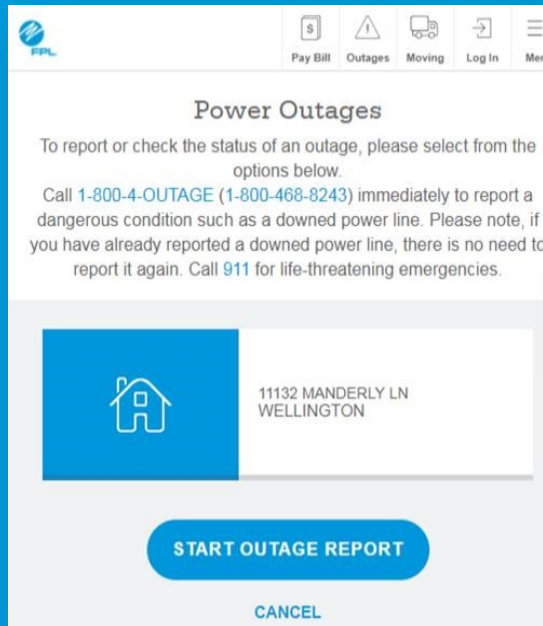 FPL.
Pay Bill
Outages
Moving
Log In
Power Outages
To report or check the status of an outage, please select from the
options below.
Call 1-800-4-OUTAGE (1-800-468-8243) immediately to report a
dangerous condition such as a downed power line. Please note, if
you have already reported a downed power line, there is no need to
report it again. Call 911 for life-threatening emergencies.
11132 MANDERLY LN
WELLINGTON
START OUTAGE REPORT
CANCEL